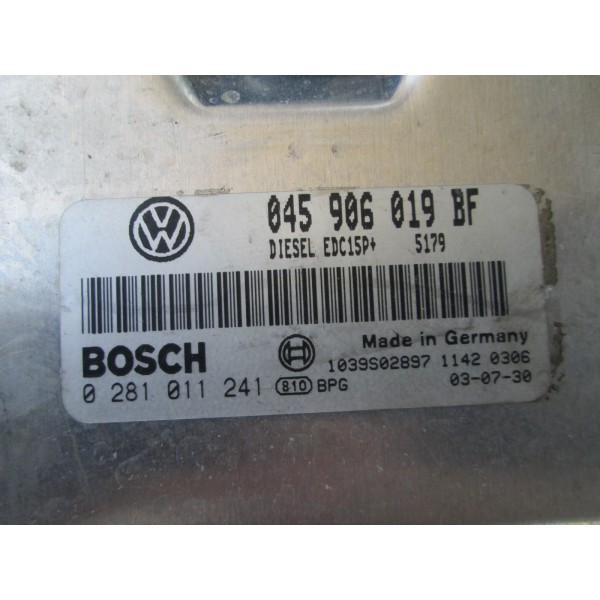 045 906 019 BF
DIESEL EDC15P+ 5179
BOSCH
Made in Germany
1039S02897 1142 0306
0 281 011 241 810 BPG 03-07-30